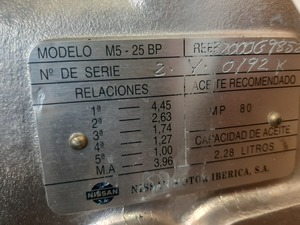 MODELO M5 - 25 BP REF.
Nº DE SERIE
RELACIONES ACEITE RECOMENDADO
1ª 4,45
2ª 2,63 MP 80
3ª 1,74
4ª 1,27 CAPACIDAD DE ACEITE
5ª 1,00 2,28 LITROS
M.A 3,96
NISSAN NISSAN MOTOR IBERICA, S.A.